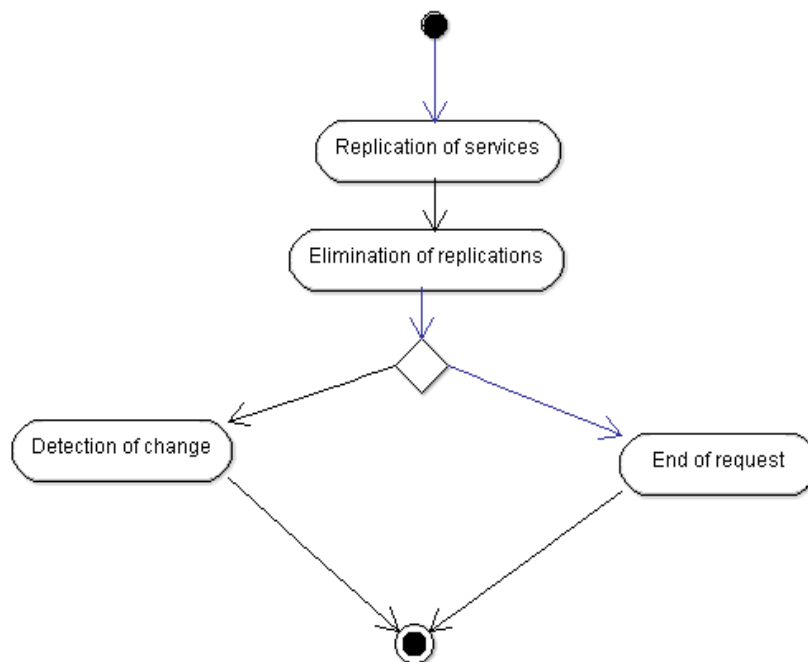 Replication of services
Elimination of replications
Detection of change
End of request